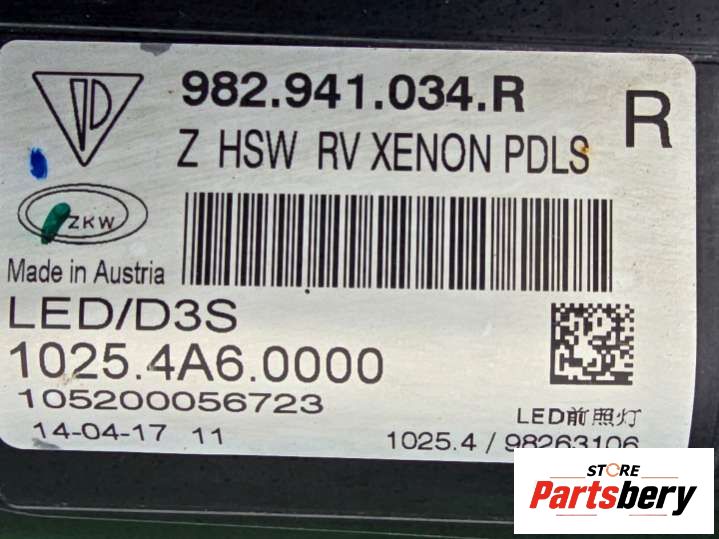 982.941.034.R
Z HSW RV XENON PDLS
R
ZKW
Made in Austria
LED/D3S
1025.4A6.0000
105200056723
14-04-17 11
LED前照灯
1025.4 / 98263106
STORE
Partsbery